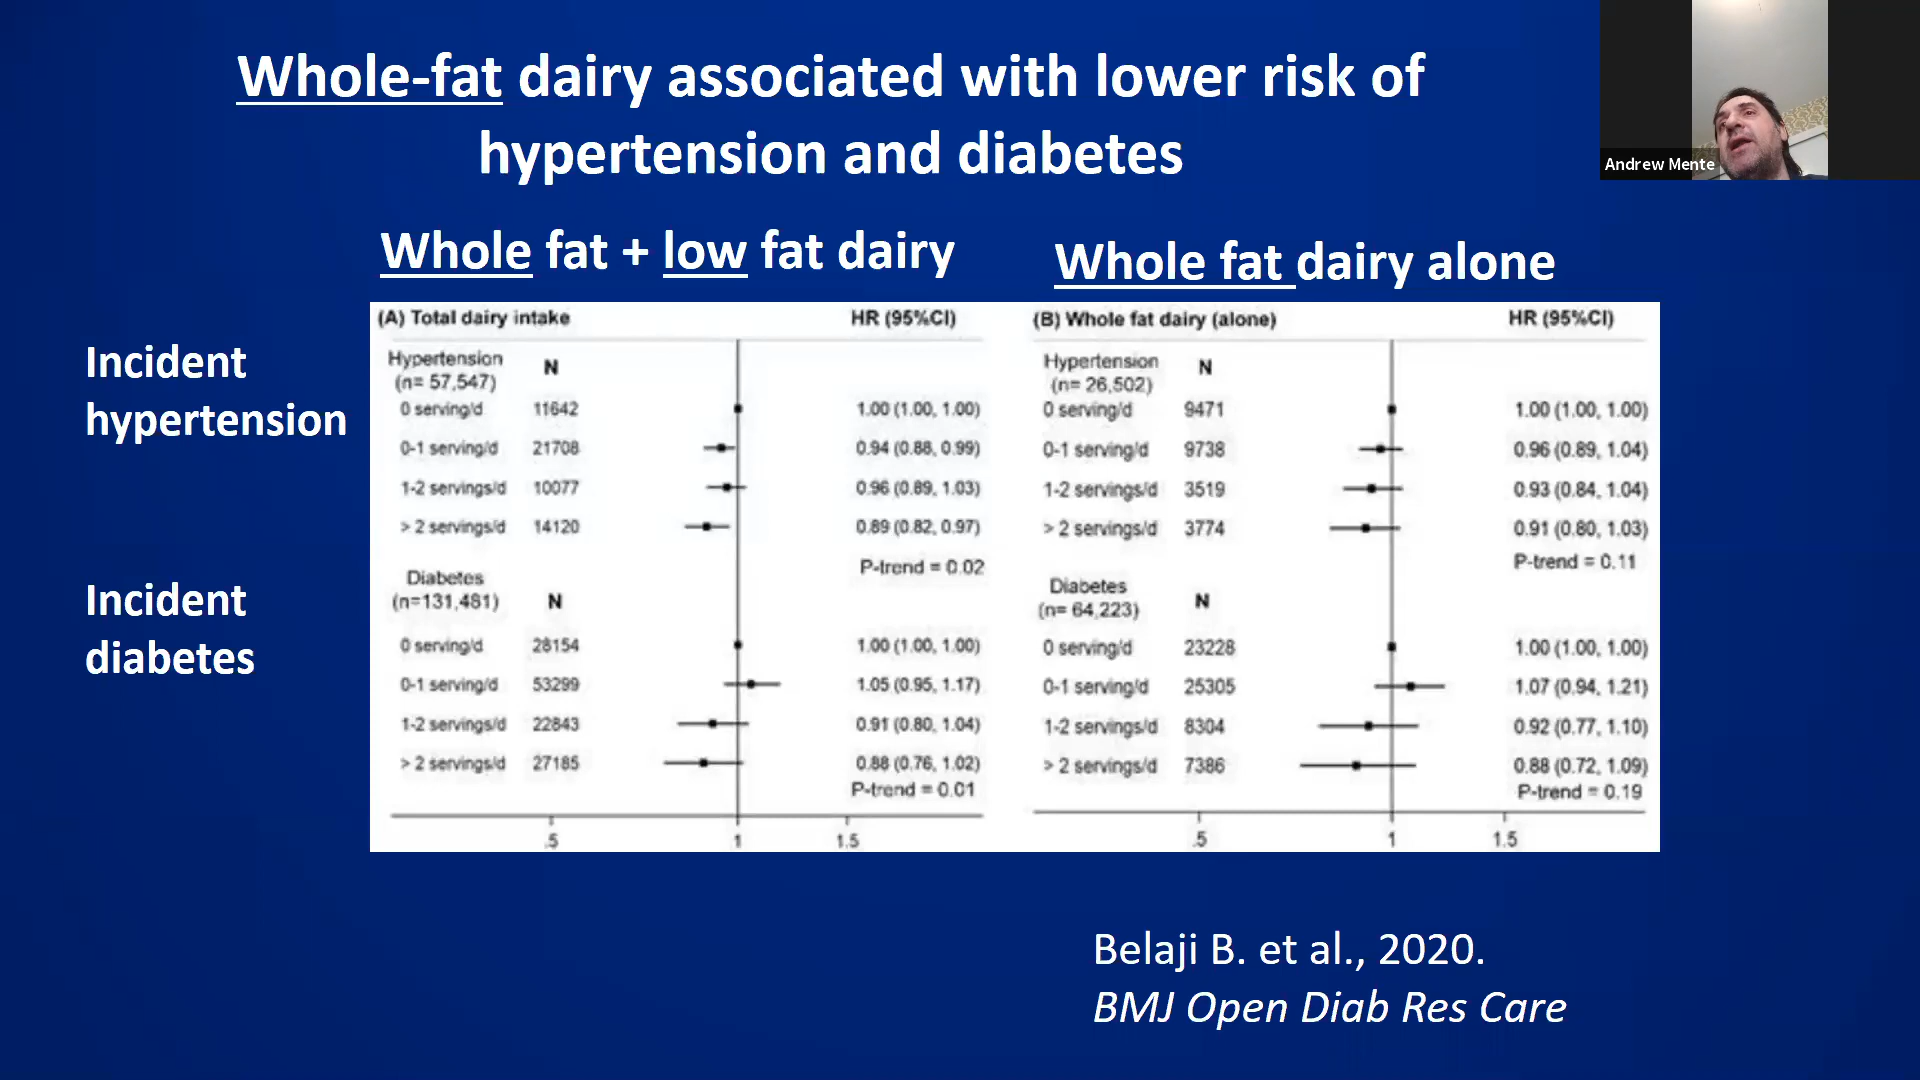 Whole-fat dairy associated with lower risk of
hypertension and diabetes
Andrew Mente
Whole fat + low fat dairy
Whole fat dairy alone
Incident
hypertension
Incident
diabetes
(A) Total dairy intake HR (95%CI)
Hypertension
(n= 57,547) N
0 serving/d 11642 1.00 (1.00, 1.00)
0-1 serving/d 21708 0.94 (0.88, 0.99)
1-2 servings/d 10077 0.96 (0.89, 1.03)
> 2 servings/d 14120 0.89 (0.82, 0.97)
P-trend = 0.02
Diabetes
(n=131,481) N
0 serving/d 28154 1.00 (1.00, 1.00)
0-1 serving/d 53299 1.05 (0.95, 1.17)
1-2 servings/d 22843 0.91 (0.80, 1.04)
> 2 servings/d 27185 0.88 (0.76, 1.02)
P-trend = 0.01
.5 1 1.5
(B) Whole fat dairy (alone) HR (95%CI)
Hypertension
(n= 26,502) N
0 serving/d 9471 1.00 (1.00, 1.00)
0-1 serving/d 9738 0.96 (0.89, 1.04)
1-2 servings/d 3519 0.93 (0.84, 1.04)
> 2 servings/d 3774 0.91 (0.80, 1.03)
P-trend = 0.11
Diabetes
(n= 64,223) N
0 serving/d 23228 1.00 (1.00, 1.00)
0-1 serving/d 25305 1.07 (0.94, 1.21)
1-2 servings/d 8304 0.92 (0.77, 1.10)
> 2 servings/d 7386 0.88 (0.72, 1.09)
P-trend = 0.19
.5 1 1.5
Belaji B. et al., 2020.
BMJ Open Diab Res Care